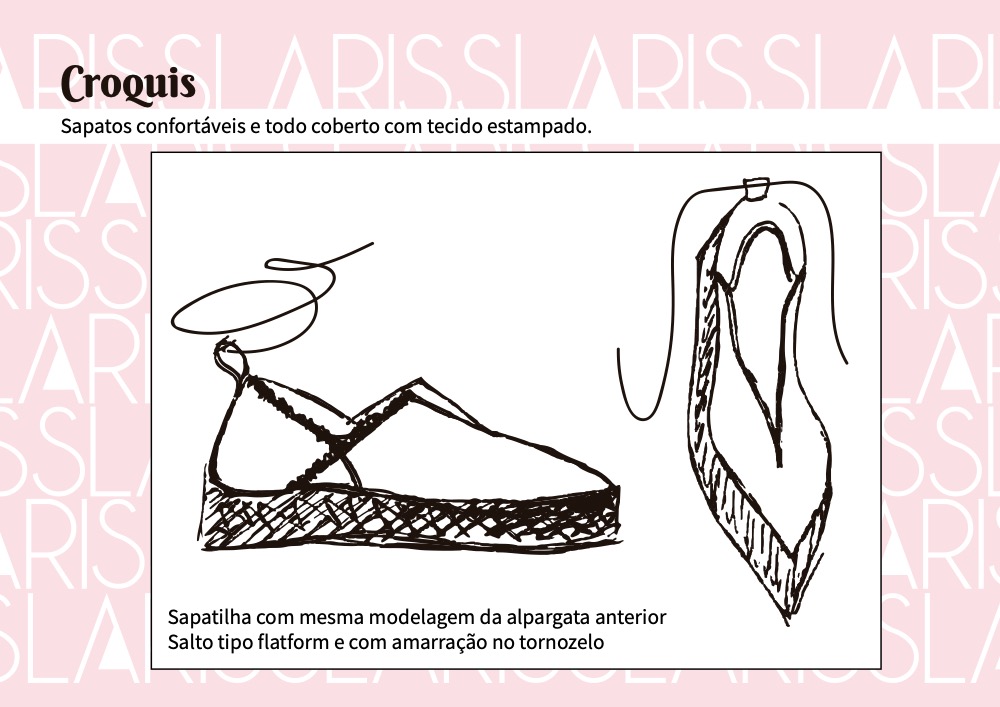 Croquis
Sapatos confortáveis e todo coberto com tecido estampado.
Sapatilha com mesma modelagem da alpargata anterior
Salto tipo flatform e com amarração no tornozelo